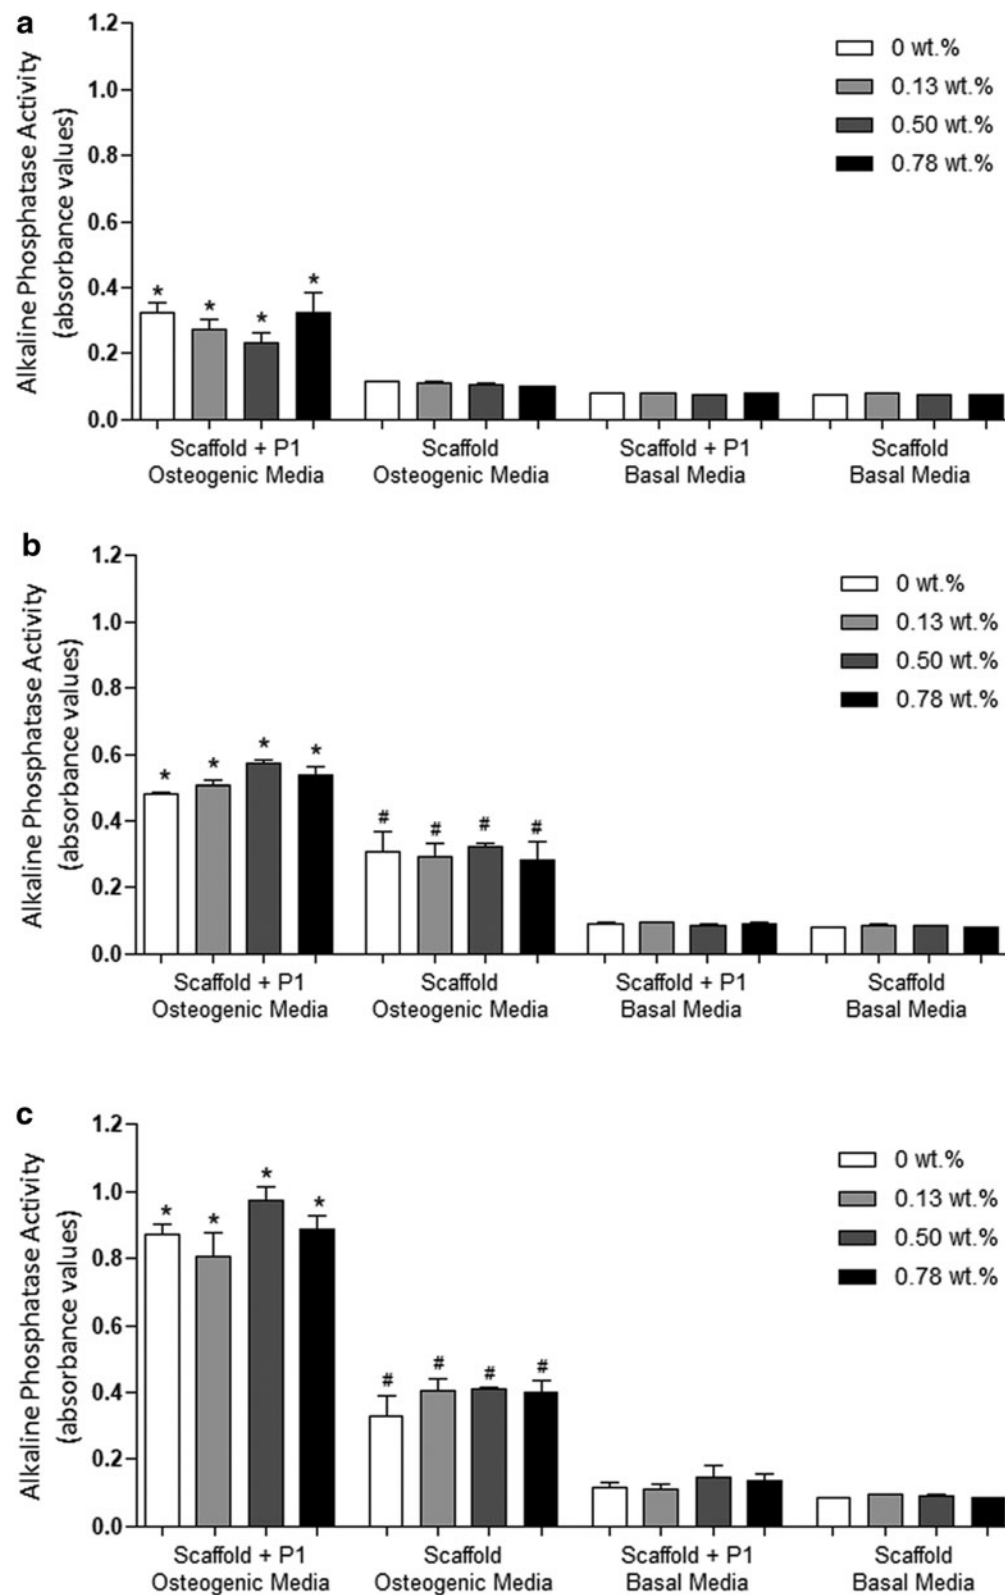 a
Alkaline Phosphatase Activity
(absorbance values)
1.2
1.0
0.8
0.6
0.4
0.2
0.0
0 wt.%
0.13 wt.%
0.50 wt.%
0.78 wt.%
* * * *
Scaffold + P1
Osteogenic Media
Scaffold
Osteogenic Media
Scaffold + P1
Basal Media
Scaffold
Basal Media
b
Alkaline Phosphatase Activity
(absorbance values)
1.2
1.0
0.8
0.6
0.4
0.2
0.0
0 wt.%
0.13 wt.%
0.50 wt.%
0.78 wt.%
* * * *
# # # #
Scaffold + P1
Osteogenic Media
Scaffold
Osteogenic Media
Scaffold + P1
Basal Media
Scaffold
Basal Media
c
Alkaline Phosphatase Activity
(absorbance values)
1.2
1.0
0.8
0.6
0.4
0.2
0.0
0 wt.%
0.13 wt.%
0.50 wt.%
0.78 wt.%
* * * *
# # # #
Scaffold + P1
Osteogenic Media
Scaffold
Osteogenic Media
Scaffold + P1
Basal Media
Scaffold
Basal Media